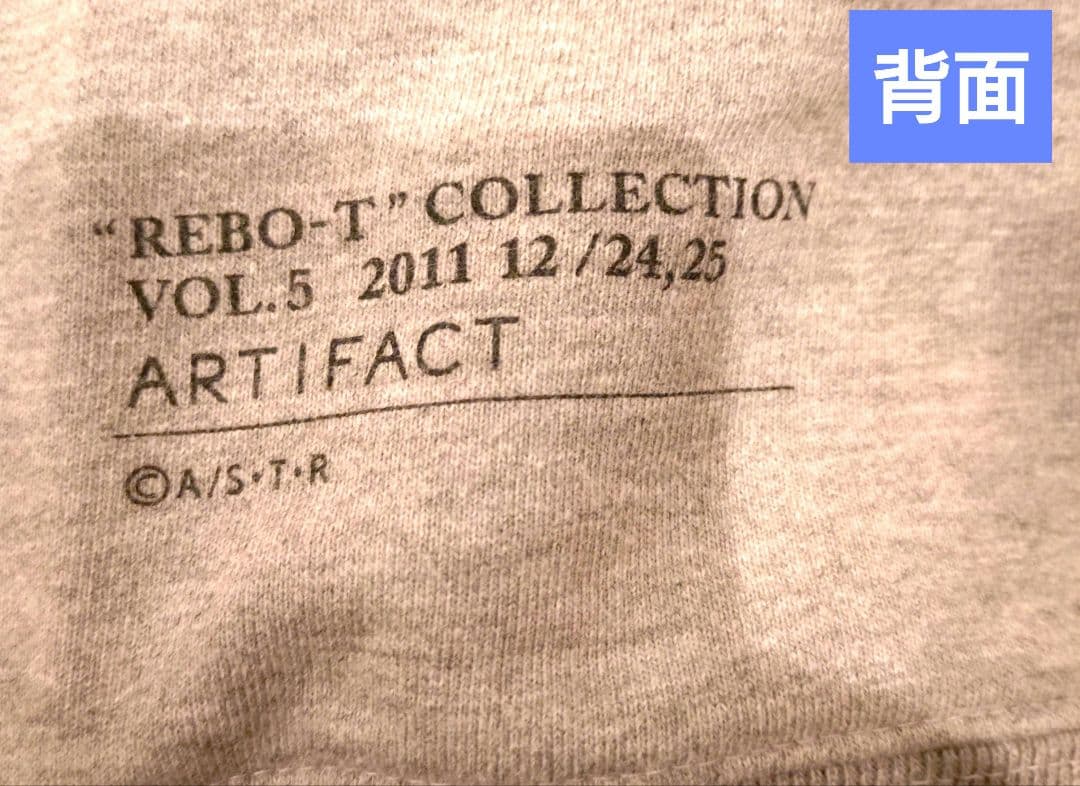 背面
“REBO-T” COLLECTION
VOL.5 2011 12/24,25
ARTIFACT
©A/S・T・R